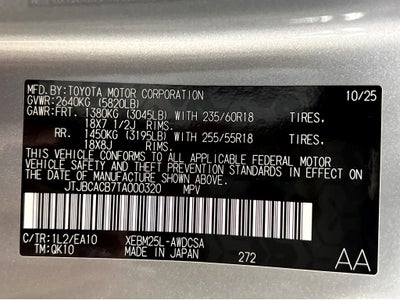 MFD.BY:TOYOTA MOTOR CORPORATION 10/25
GVWR:2640KG (5820LB)
GAWR:FRT. 1380KG (3045LB) WITH 235/60R18 TIRES.
18X7 1/2J RIMS.
RR. 1450KG (3195LB) WITH 255/55R18 TIRES.
18X8J RIMS.
THIS VEHICLE CONFORMS TO ALL APPLICABLE FEDERAL MOTOR
VEHICLE SAFETY AND THEFT PREVENTION STANDARDS IN EFFECT ON
THE DATE OF MANUFACTURE SHOWN ABOVE.
JTJBCACB7TA000320 MPV
C/TR:1L2/EA10 XEBM25L-AWDCSA
TM:QK10 MADE IN JAPAN 272 AA